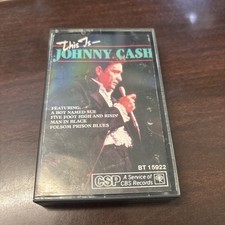 This Is—
JOHNNY CASH
FEATURING:
A BOY NAMED SUE
FIVE FOOT HIGH AND RISIN'
MAN IN BLACK
FOLSOM PRISON BLUES
BT 15922
CSP
A Service of
CBS Records